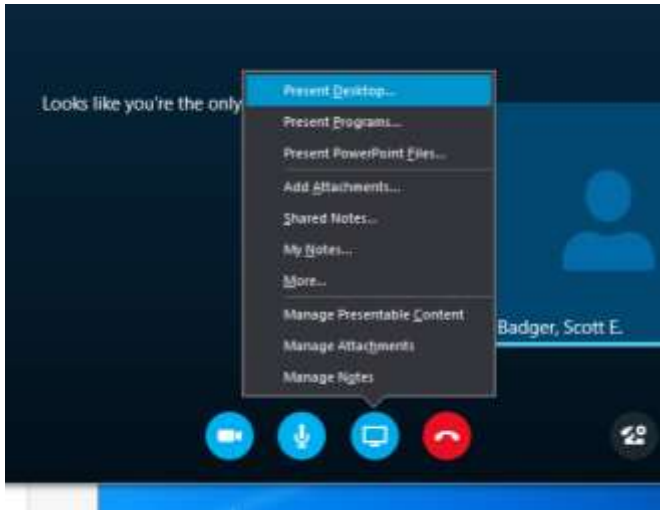 Looks like you're the only
Present Desktop...
Present Programs...
Present PowerPoint Files...
Add Attachments...
Shared Notes...
My Notes...
More...
Manage Presentable Content
Manage Attachments
Manage Notes
Badger, Scott E.